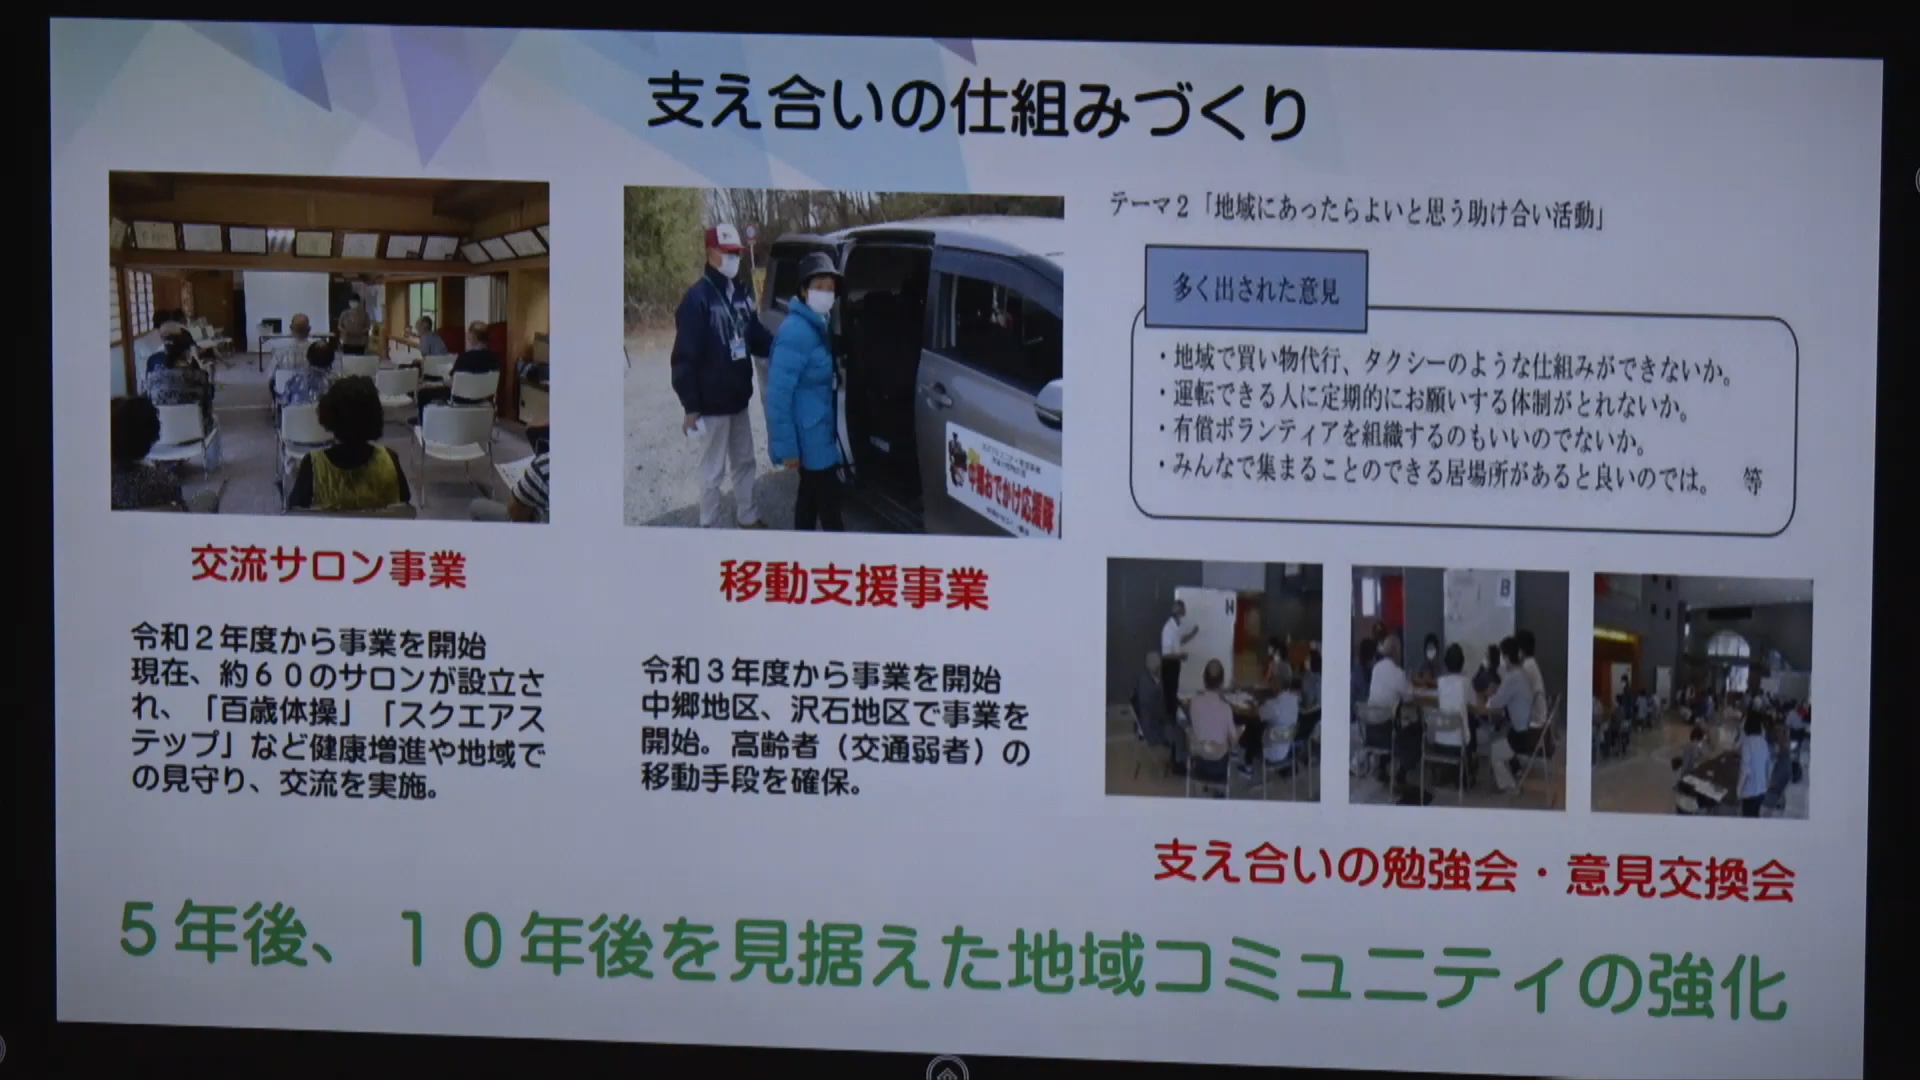 支え合いの仕組みづくり
テーマ２「地域にあったらよいと思う助け合い活動」
多く出された意見
・地域で買い物代行、タクシーのような仕組みができないか。
・運転できる人に定期的にお願いする体制がとれないか。
・有償ボランティアを組織するのもいいのでないか。
・みんなで集まることのできる居場所があると良いのでは。　等
中郷おでかけ応援隊
N
B
交流サロン事業
令和２年度から事業を開始
現在、約６０のサロンが設立さ
れ、「百歳体操」「スクエアス
テップ」など健康増進や地域で
の見守り、交流を実施。
移動支援事業
令和３年度から事業を開始
中郷地区、沢石地区で事業を
開始。高齢者（交通弱者）の
移動手段を確保。
支え合いの勉強会・意見交換会
５年後、１０年後を見据えた地域コミュニティの強化